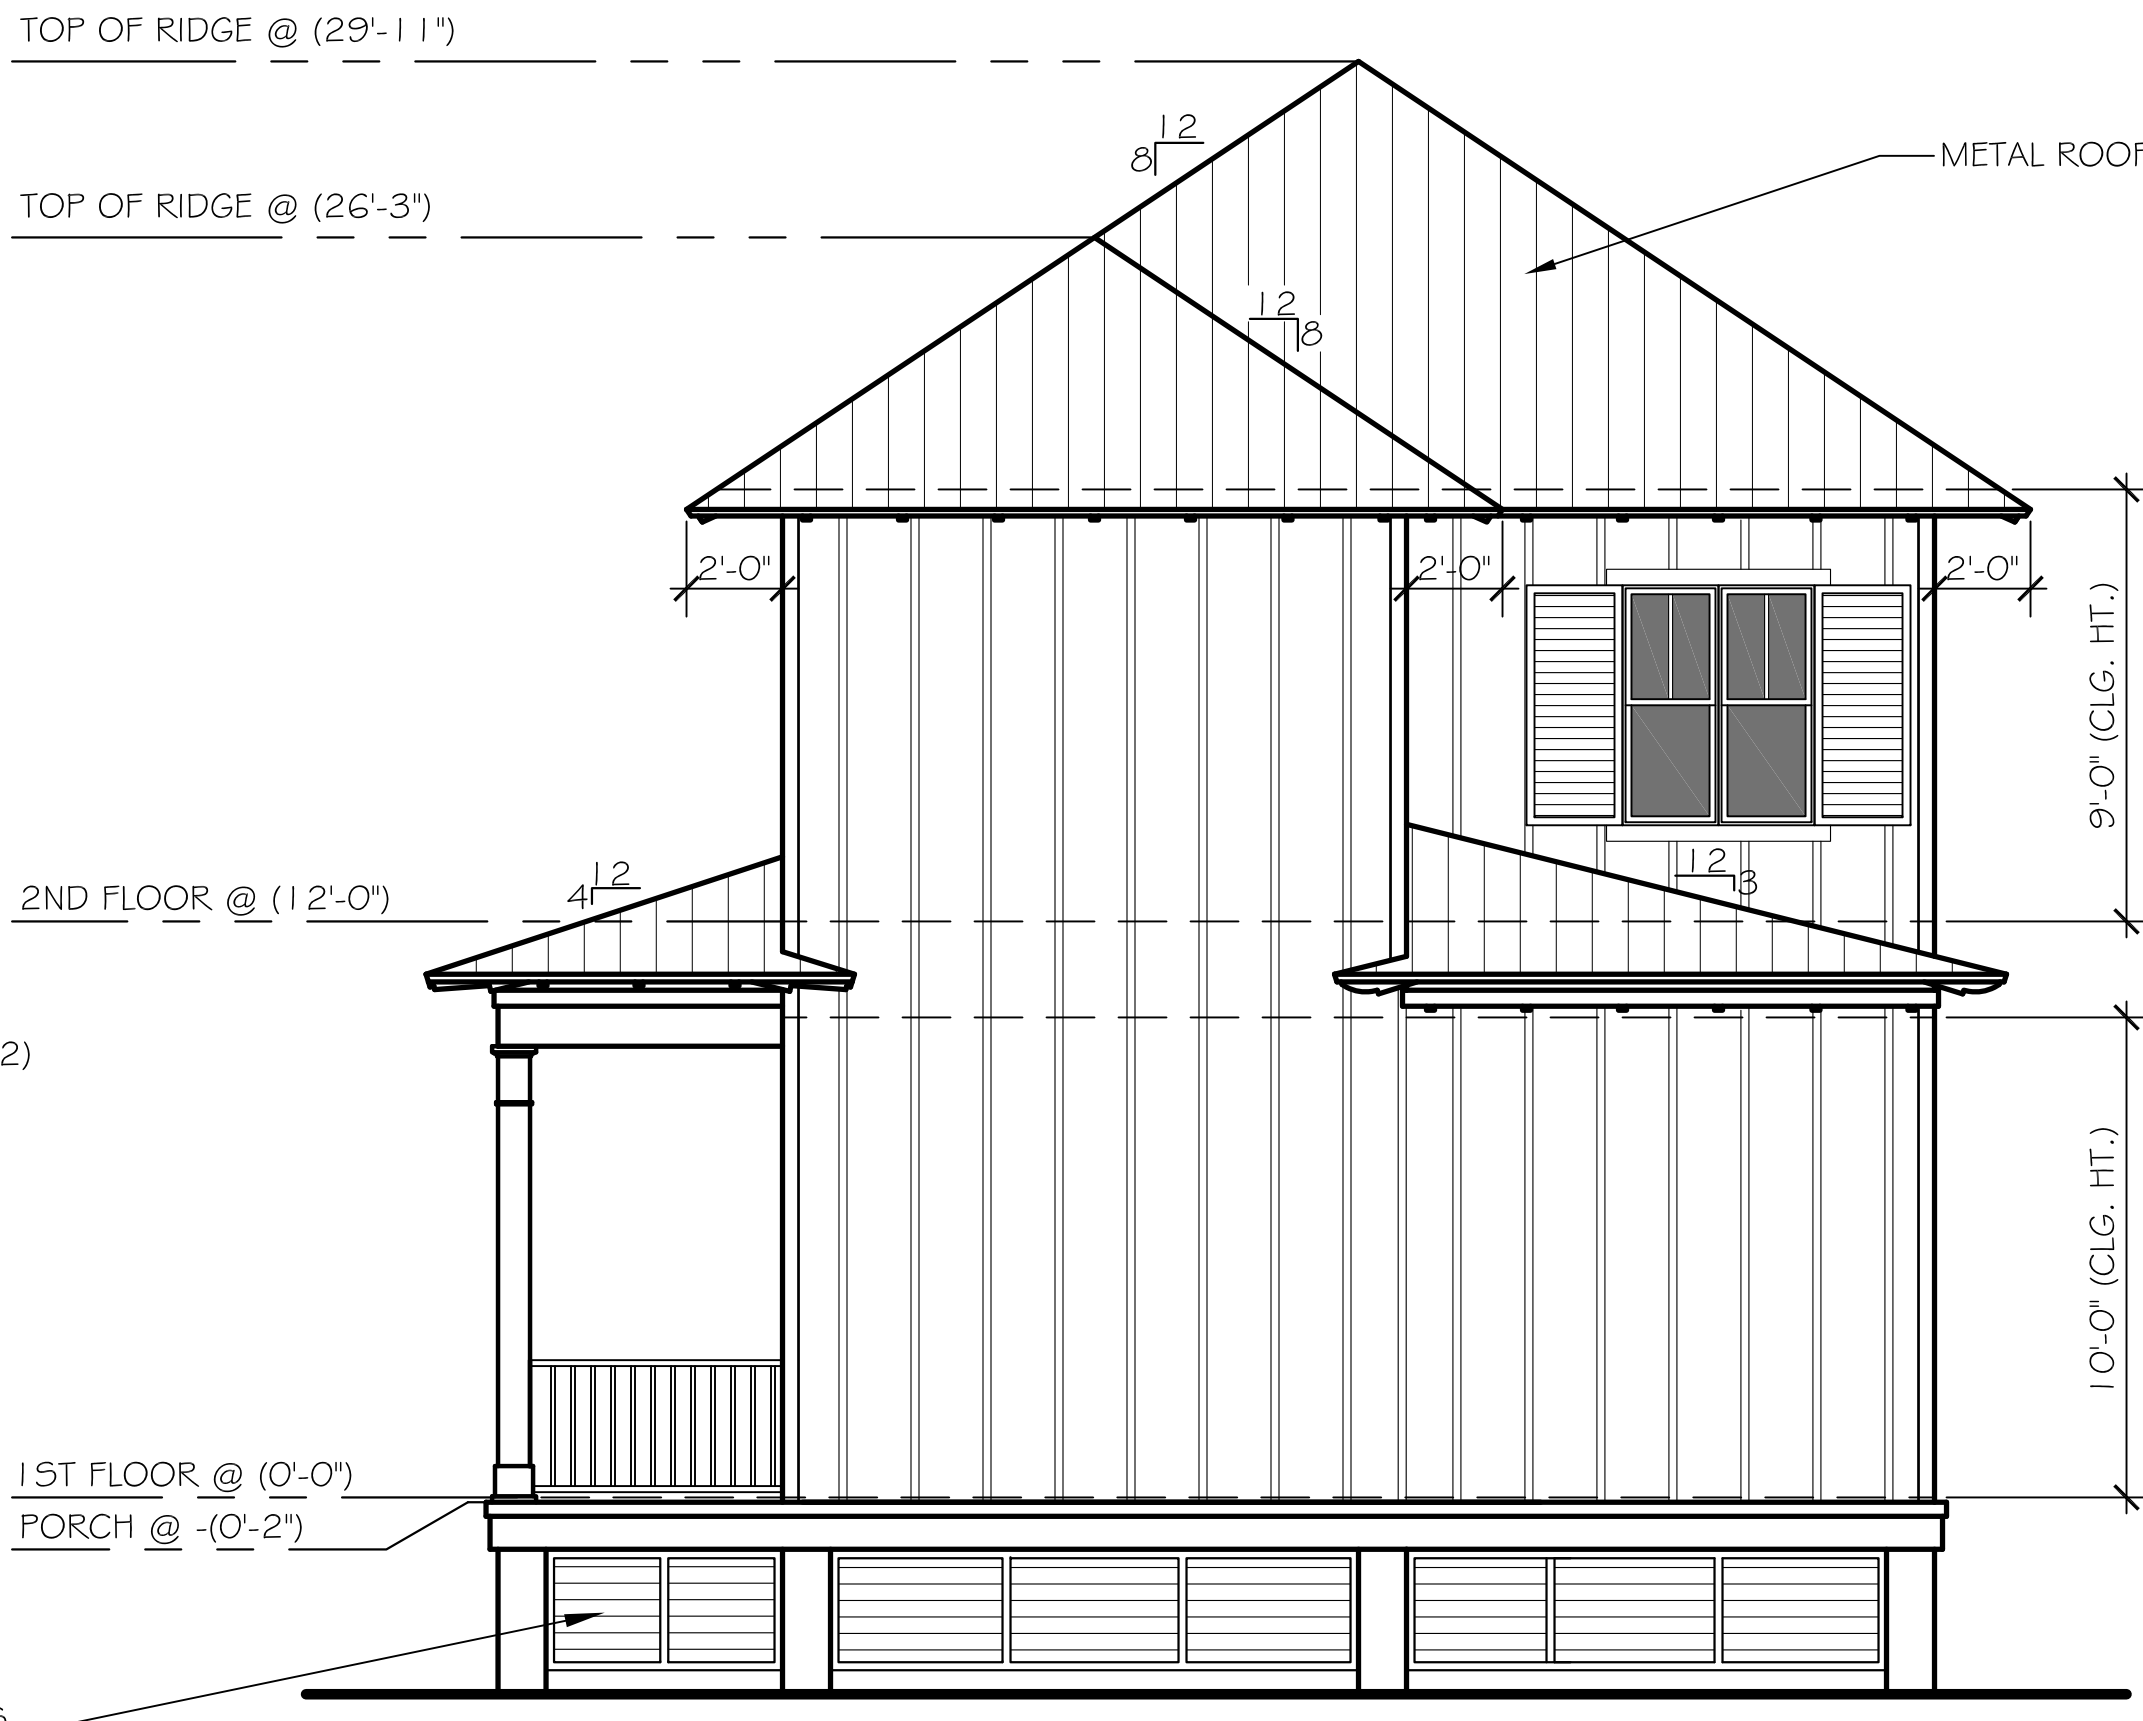 TOP OF RIDGE @ (29'-11")
12
8
METAL ROOF
TOP OF RIDGE @ (26'-3")
12
8
2'-0"
2'-0"
2'-0"
9'-0" (CLG. HT.)
12
4
12
3
2ND FLOOR @ (12'-0")
2)
10'-0" (CLG. HT.)
1ST FLOOR @ (0'-0")
PORCH @ -(0'-2")